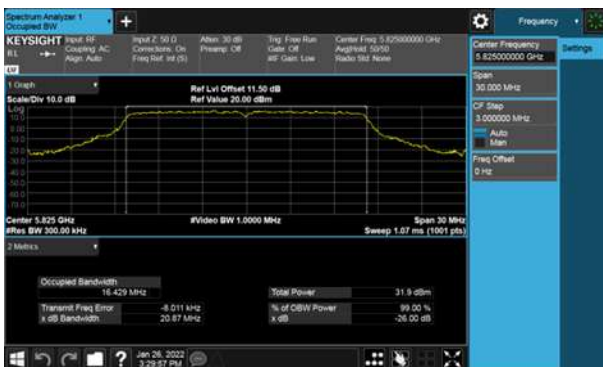 Spectrum Analyzer 1
Occupied BW
Frequency
KEYSIGHT
Input: RF
Coupling: AC
Align: Auto
Input Z: 50 Ω
Corrections: On
Freq Ref: Int (S)
Atten: 30 dB
Preamp: Off
Trig: Free Run
Gate: Off
#IF Gain: Low
Center Freq: 5.825000000 GHz
Avg|Hold: 50/50
Radio Std: None
Center Frequency
5.825000000 GHz
Settings
Span
30.000 MHz
CF Step
3.000000 MHz
Auto
Man
Freq Offset
0 Hz
1 Graph
Scale/Div 10.0 dB
Ref Lvl Offset 11.50 dB
Ref Value 20.00 dBm
Log
10.0
0.00
-10.0
-20.0
-30.0
-40.0
-50.0
-60.0
-70.0
Center 5.825 GHz
#Res BW 300.00 kHz
#Video BW 1.0000 MHz
Span 30 MHz
Sweep 1.07 ms (1001 pts)
2 Metrics
Occupied Bandwidth
16.429 MHz
Total Power 31.9 dBm
Transmit Freq Error -8.011 kHz
% of OBW Power 99.00 %
x dB Bandwidth 20.87 MHz
x dB -26.00 dB
?
Jan 26, 2022
3:29:57 PM